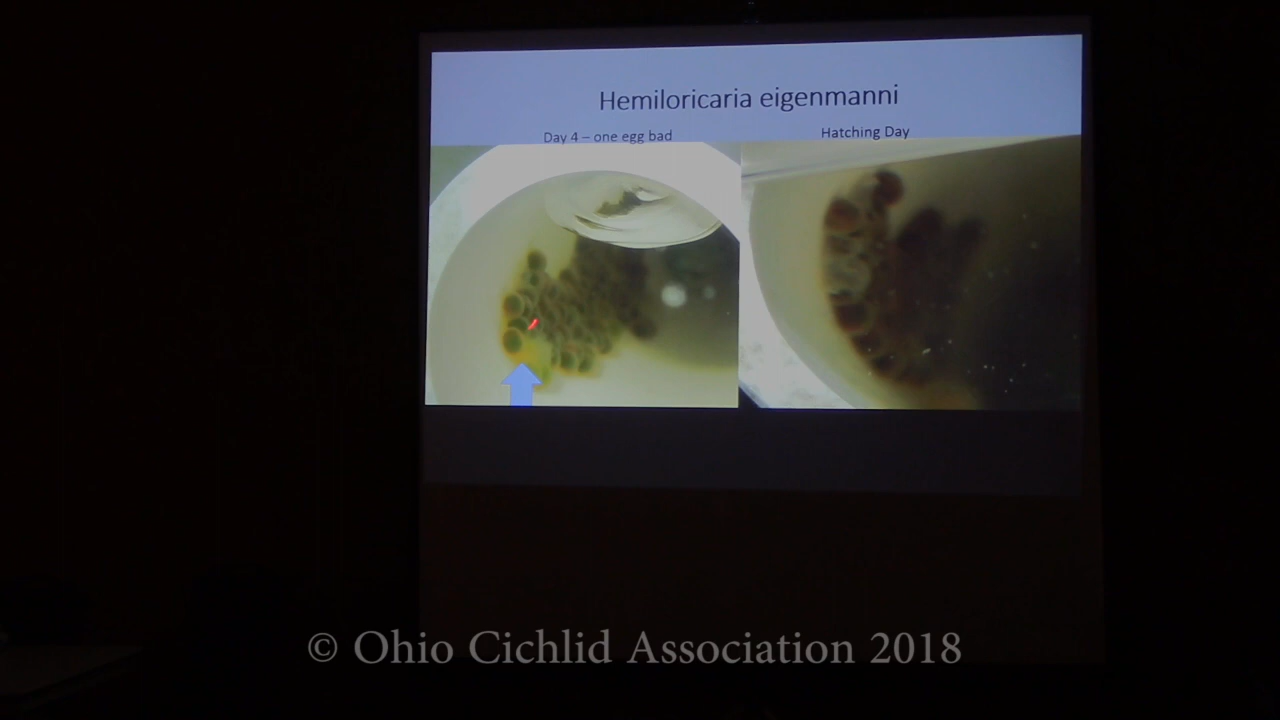 Hemiloricaria eigenmanni
Day 4 – one egg bad
Hatching Day
© Ohio Cichlid Association 2018